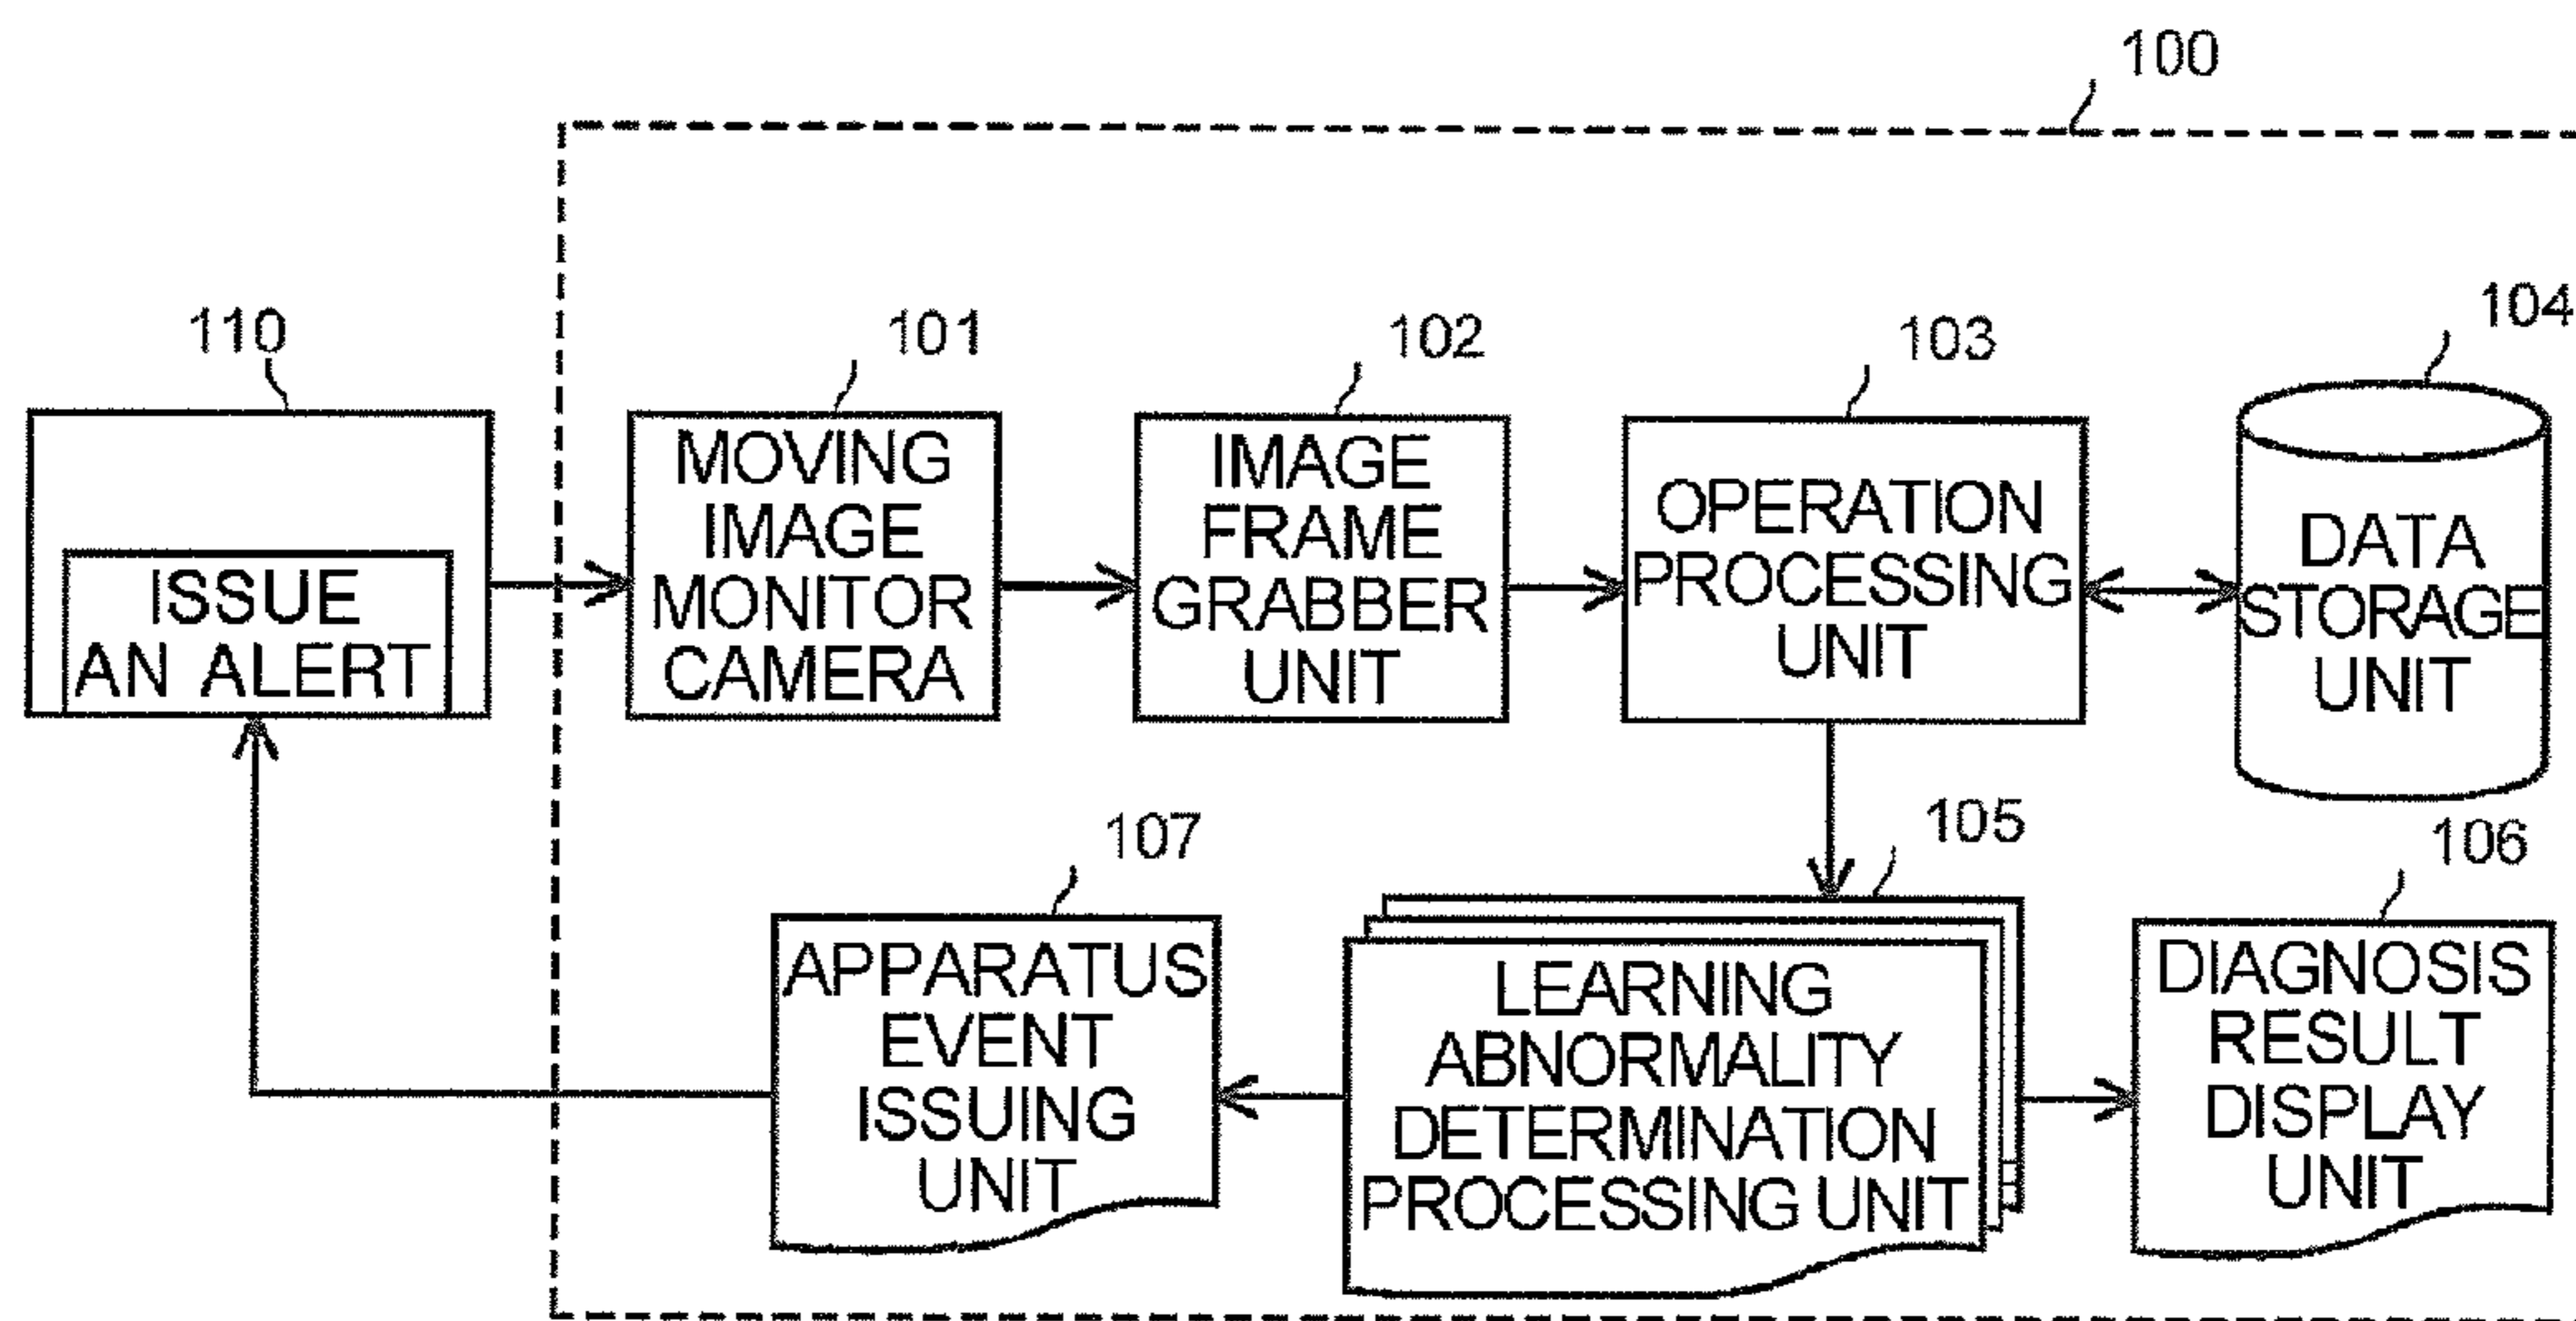 100
110
101
102
103
104
ISSUE
AN ALERT
MOVING
IMAGE
MONITOR
CAMERA
IMAGE
FRAME
GRABBER
UNIT
OPERATION
PROCESSING
UNIT
DATA
STORAGE
UNIT
107
105
106
APPARATUS
EVENT
ISSUING
UNIT
LEARNING
ABNORMALITY
DETERMINATION
PROCESSING UNIT
DIAGNOSIS
RESULT
DISPLAY
UNIT